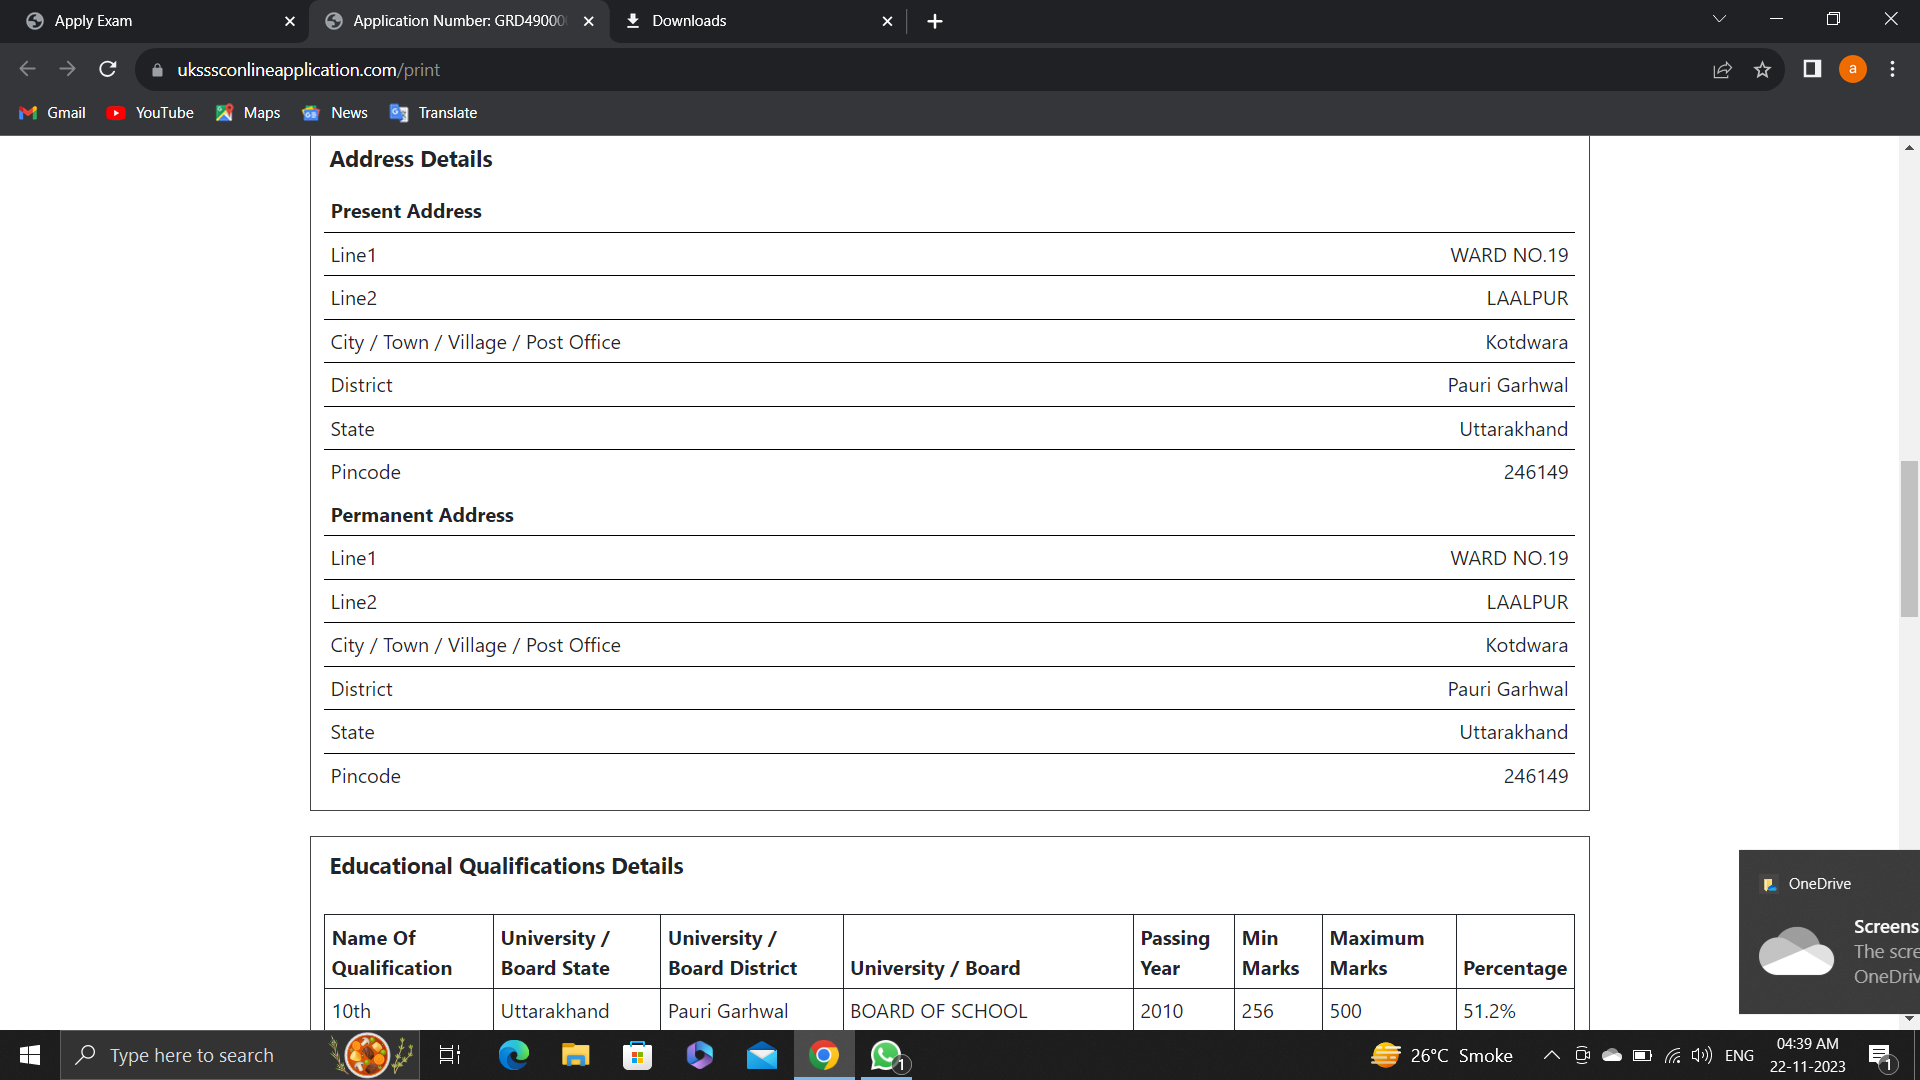 Apply Exam
Application Number: GRD49000
Downloads
uksssconlineapplication.com/print
a
Gmail
YouTube
Maps
News
Translate
Address Details
Present Address
Line1 WARD NO.19
Line2 LAALPUR
City / Town / Village / Post Office Kotdwara
District Pauri Garhwal
State Uttarakhand
Pincode 246149
Permanent Address
Line1 WARD NO.19
Line2 LAALPUR
City / Town / Village / Post Office Kotdwara
District Pauri Garhwal
State Uttarakhand
Pincode 246149
Educational Qualifications Details
Name Of Qualification University / Board State University / Board District University / Board Passing Year Min Marks Maximum Marks Percentage
10th Uttarakhand Pauri Garhwal BOARD OF SCHOOL 2010 256 500 51.2%
OneDrive
Screens
The scre
OneDriv
Type here to search
1
26°C Smoke
ENG
04:39 AM
22-11-2023
1